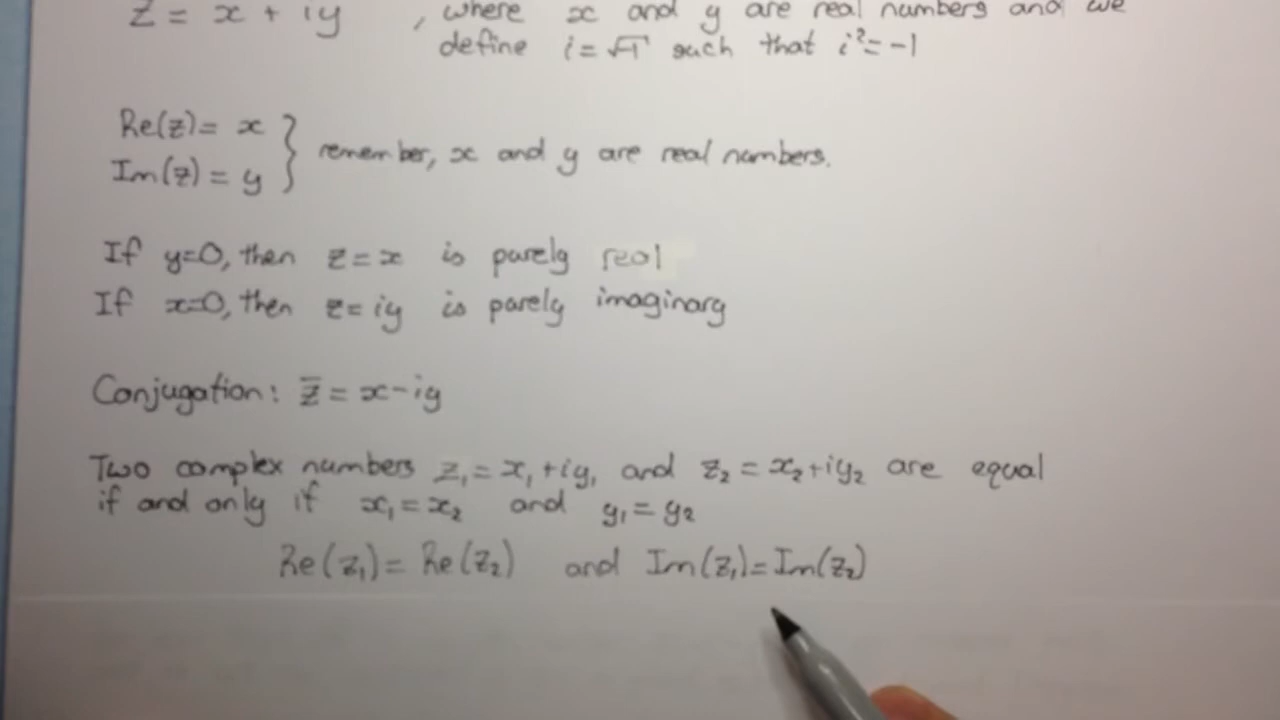 z = x + iy , where x and y are real numbers and we
define i = √-1 such that i² = -1
Re(z) = x
Im(z) = y
} remember, x and y are real numbers.
If y=0, then z = x is purely real
If x=0, then z = iy is purely imaginary
Conjugation: z̄ = x - iy
Two complex numbers z₁ = x₁ + iy₁ and z₂ = x₂ + iy₂ are equal
if and only if x₁ = x₂ and y₁ = y₂
Re(z₁) = Re(z₂) and Im(z₁) = Im(z₂)